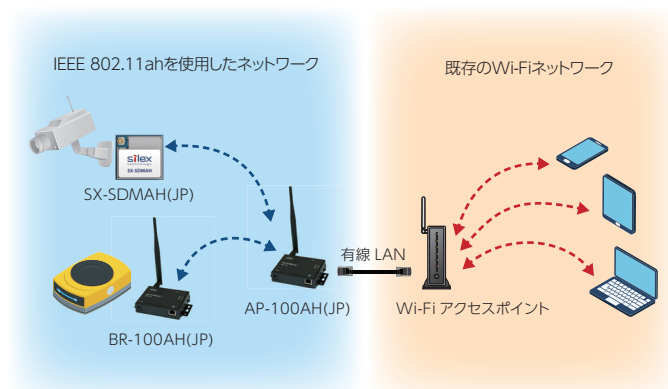 IEEE 802.11ahを使用したネットワーク
既存のWi-Fiネットワーク
silex
technology
SX-SDMAH
SX-SDMAH(JP)
有線 LAN
AP-100AH(JP)
Wi-Fi アクセスポイント
BR-100AH(JP)